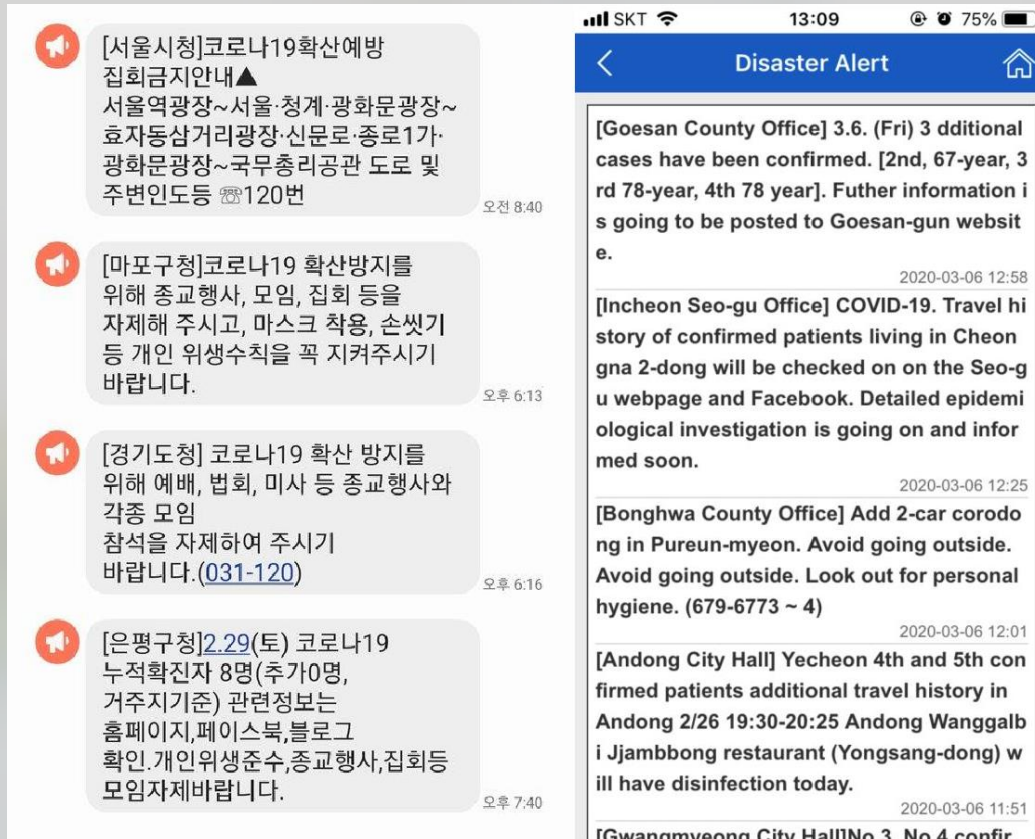 [서울시청]코로나19확산예방
집회금지안내▲
서울역광장~서울·청계·광화문광장~
효자동삼거리광장·신문로·종로1가·
광화문광장~국무총리공관 도로 및
주변인도등 ☏120번
오전 8:40
[마포구청]코로나19 확산방지를
위해 종교행사, 모임, 집회 등을
자제해 주시고, 마스크 착용, 손씻기
등 개인 위생수칙을 꼭 지켜주시기
바랍니다.
오후 6:13
[경기도청] 코로나19 확산 방지를
위해 예배, 법회, 미사 등 종교행사와
각종 모임
참석을 자제하여 주시기
바랍니다.(031-120)
오후 6:16
[은평구청]2.29(토) 코로나19
누적확진자 8명(추가0명,
거주지기준) 관련정보는
홈페이지,페이스북,블로그
확인.개인위생준수,종교행사,집회등
모임자제바랍니다.
오후 7:40
SKT 13:09 75%
Disaster Alert
[Goesan County Office] 3.6. (Fri) 3 dditional
cases have been confirmed. [2nd, 67-year, 3
rd 78-year, 4th 78 year]. Futher information i
s going to be posted to Goesan-gun websit
e.
2020-03-06 12:58
[Incheon Seo-gu Office] COVID-19. Travel hi
story of confirmed patients living in Cheon
gna 2-dong will be checked on on the Seo-g
u webpage and Facebook. Detailed epidemi
ological investigation is going on and infor
med soon.
2020-03-06 12:25
[Bonghwa County Office] Add 2-car corodo
ng in Pureun-myeon. Avoid going outside.
Avoid going outside. Look out for personal
hygiene. (679-6773 ~ 4)
2020-03-06 12:01
[Andong City Hall] Yecheon 4th and 5th con
firmed patients additional travel history in
Andong 2/26 19:30-20:25 Andong Wanggalb
i Jjambbong restaurant (Yongsang-dong) w
ill have disinfection today.
2020-03-06 11:51
[Gwangmyeong City Hall]No.3, No.4 confir